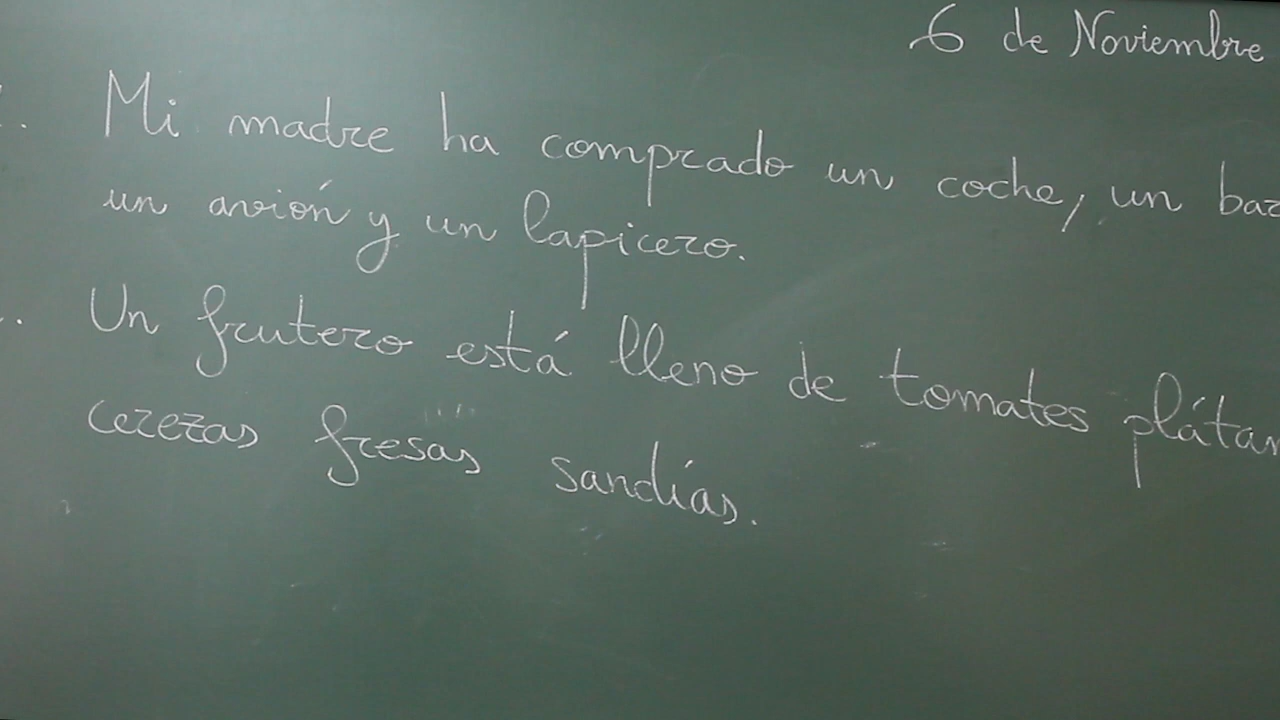 6 de Noviembre
Mi madre ha comprado un coche, un
un avión y un lapicero.
Un frutero está lleno de tomates
cerezas fresas sandías.